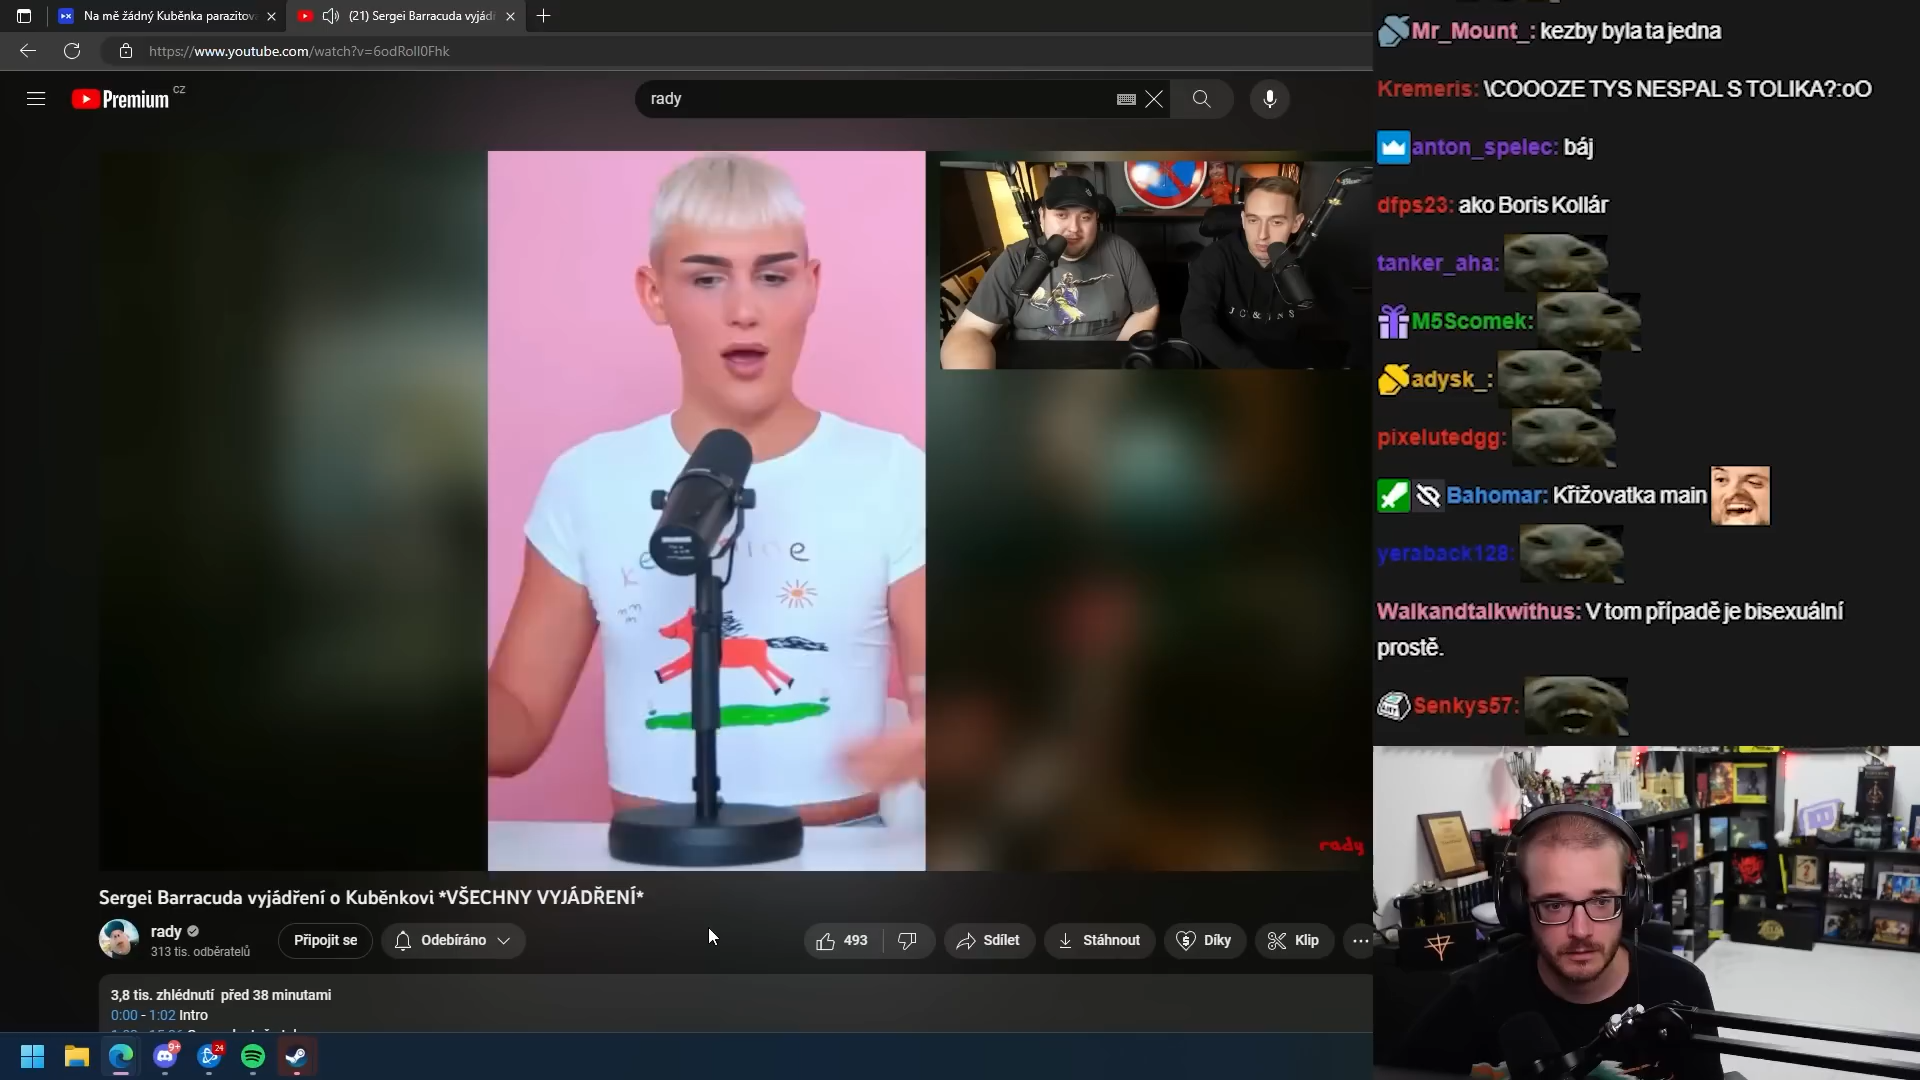 Na mě žádný Kuběnka parazitova
(21) Sergei Barracuda vyjádř
https://www.youtube.com/watch?v=6odRoll0Fhk
Premium CZ
rady
rady
Sergei Barracuda vyjádření o Kuběnkovi *VŠECHNY VYJÁDŘENÍ*
rady
313 tis. odběratelů
Připojit se
Odebíráno
493
Sdílet
Stáhnout
Díky
Klip
3,8 tis. zhlédnutí před 38 minutami
0:00 - 1:02 Intro
9+
24
Mr_Mount_: kezby byla ta jedna
Kremeris: \COOOZE TYS NESPAL S TOLIKA?:oO
anton_spelec: báj
dfps23: ako Boris Kollár
tanker_aha:
M5Scomek:
adysk_:
pixelutedgg:
Bahomar: Křižovatka main
yeraback128:
Walkandtalkwithus: V tom případě je bisexuální
prostě.
Senkys57: